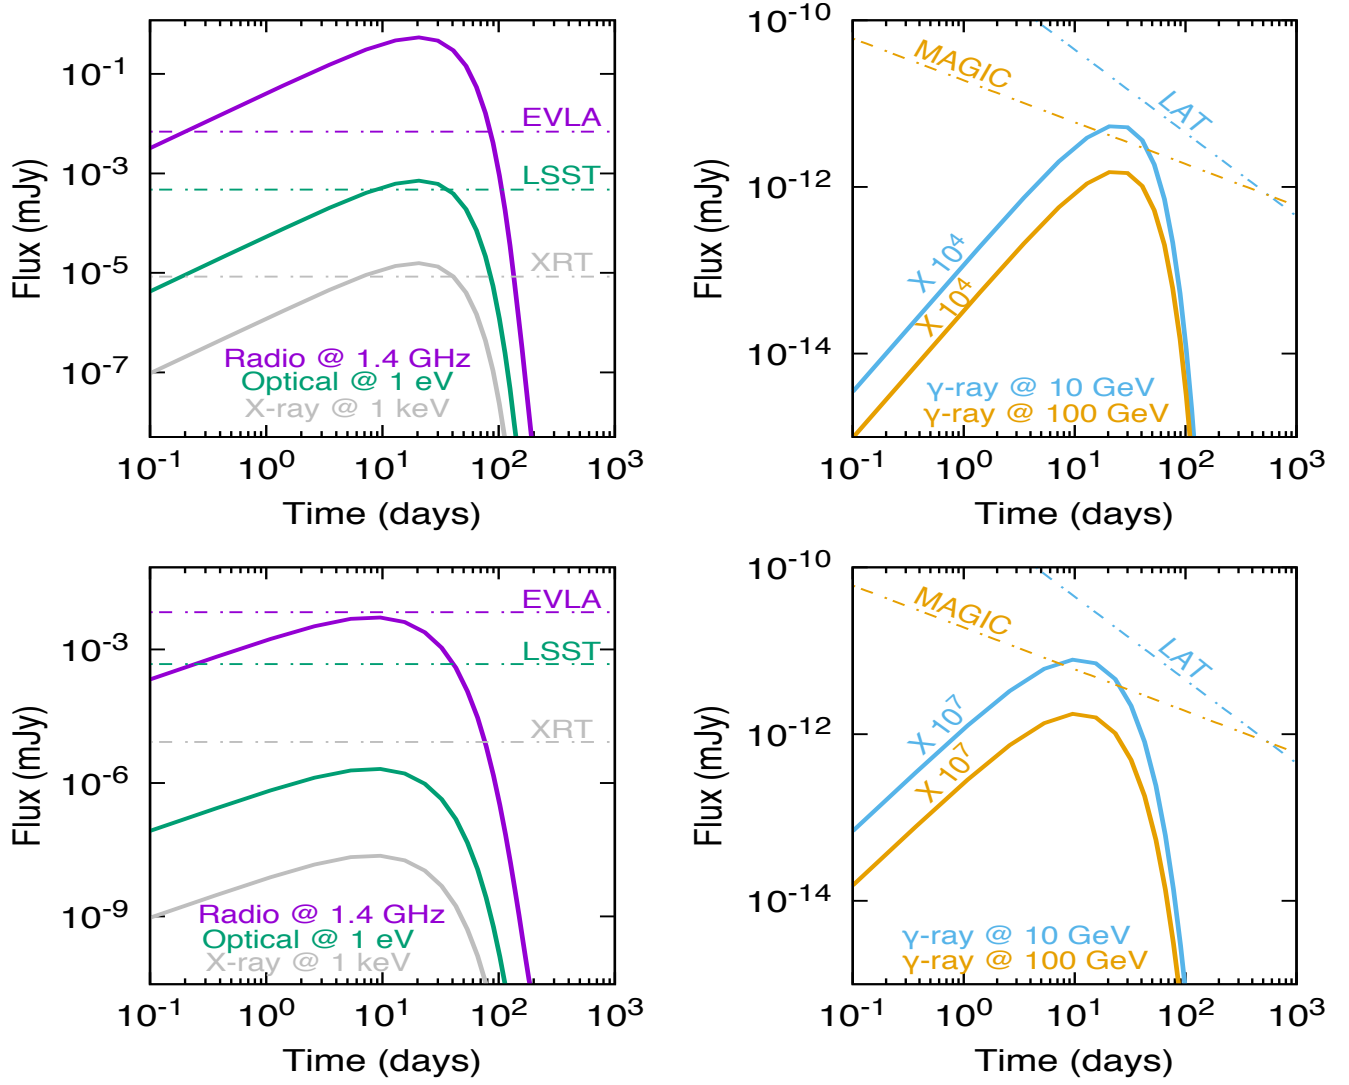 10^-1
10^-3
10^-5
10^-7
Flux (mJy)
EVLA
LSST
XRT
Radio @ 1.4 GHz
Optical @ 1 eV
X-ray @ 1 keV
10^-1 10^0 10^1 10^2 10^3
Time (days)
10^-10
10^-12
10^-14
Flux (mJy)
MAGIC
LAT
X 10^4
X 10^4
γ-ray @ 10 GeV
γ-ray @ 100 GeV
10^-1 10^0 10^1 10^2 10^3
Time (days)
10^-3
10^-6
10^-9
Flux (mJy)
EVLA
LSST
XRT
Radio @ 1.4 GHz
Optical @ 1 eV
X-ray @ 1 keV
10^-1 10^0 10^1 10^2 10^3
Time (days)
10^-10
10^-12
10^-14
Flux (mJy)
MAGIC
LAT
X 10^7
X 10^7
γ-ray @ 10 GeV
γ-ray @ 100 GeV
10^-1 10^0 10^1 10^2 10^3
Time (days)